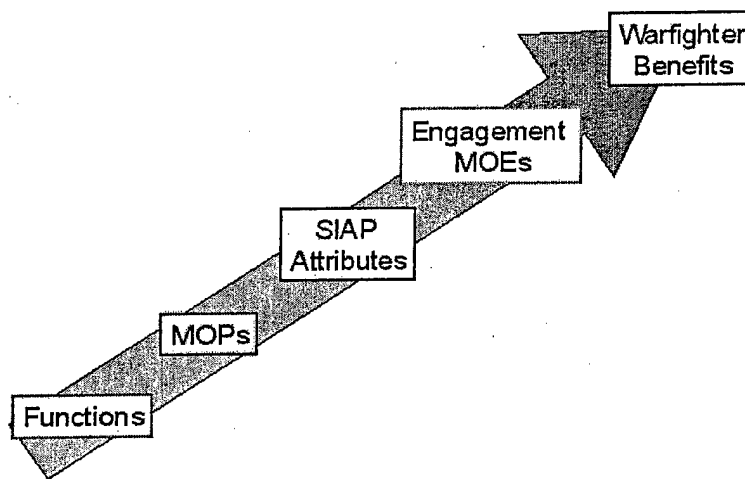 Warfighter
Benefits
Engagement
MOEs
SIAP
Attributes
MOPs
Functions